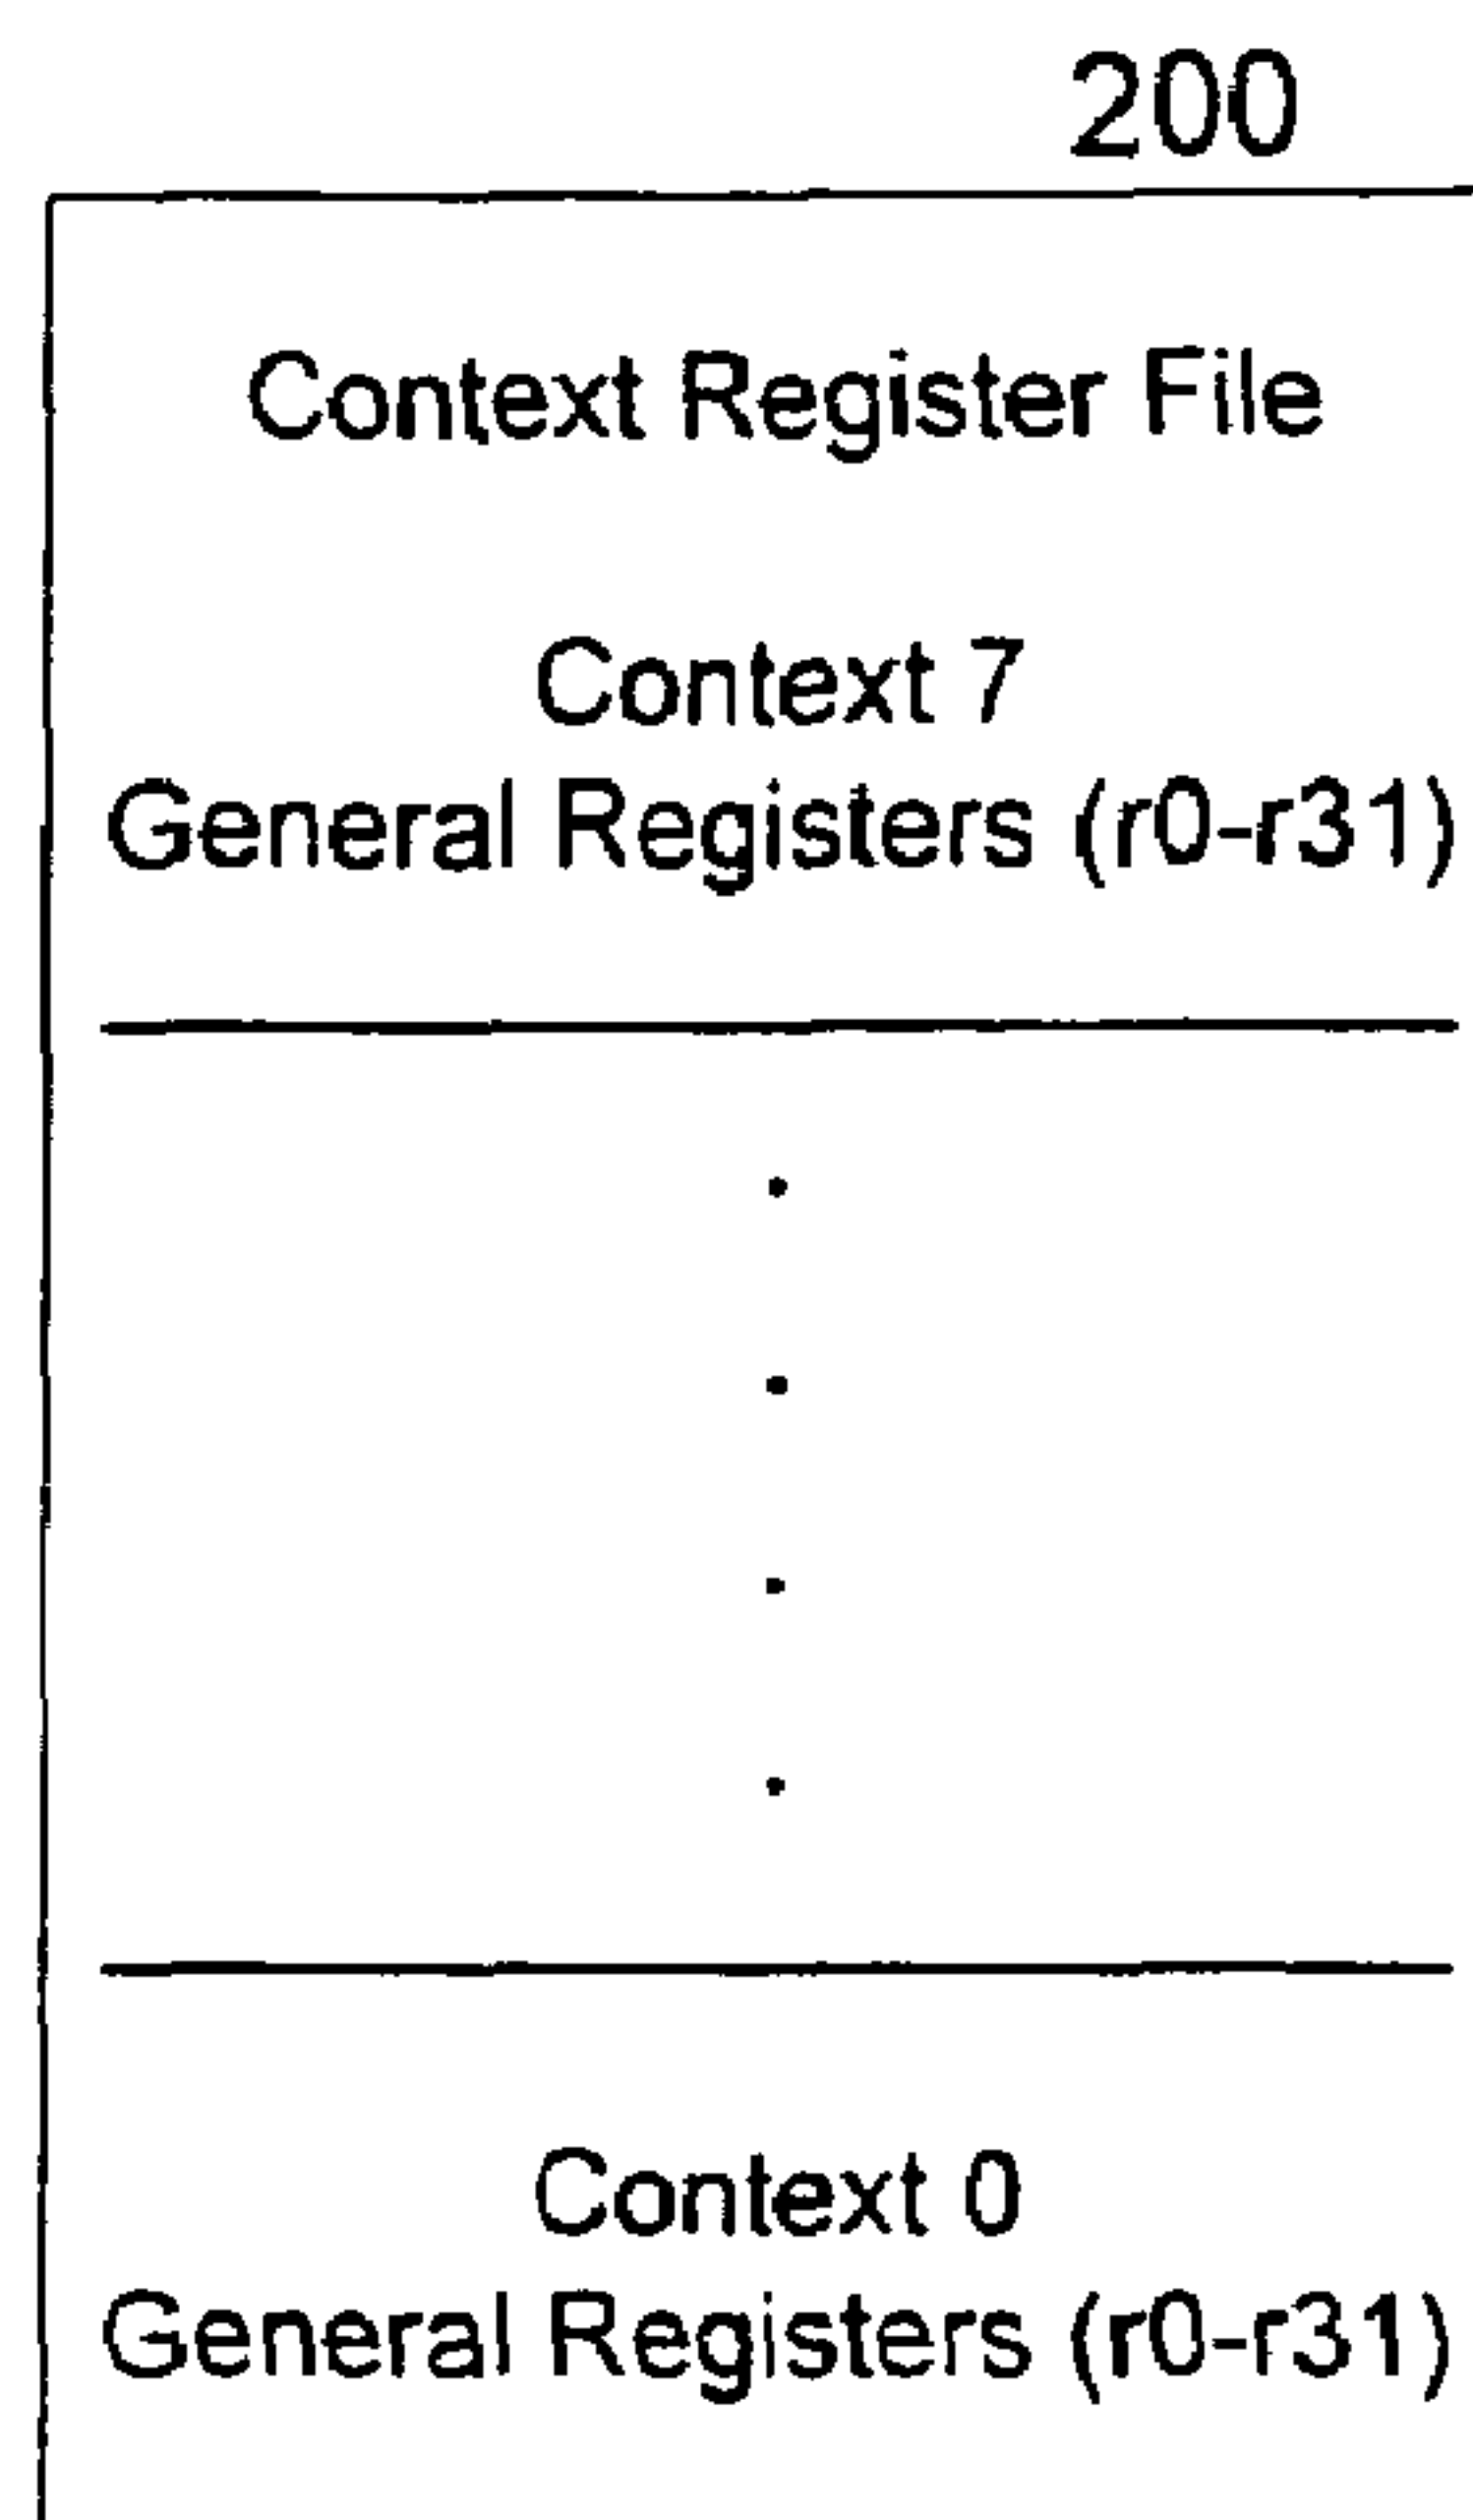 200
Context Register File
Context 7
General Registers (r0-r31)
Context 0
General Registers (r0-r31)